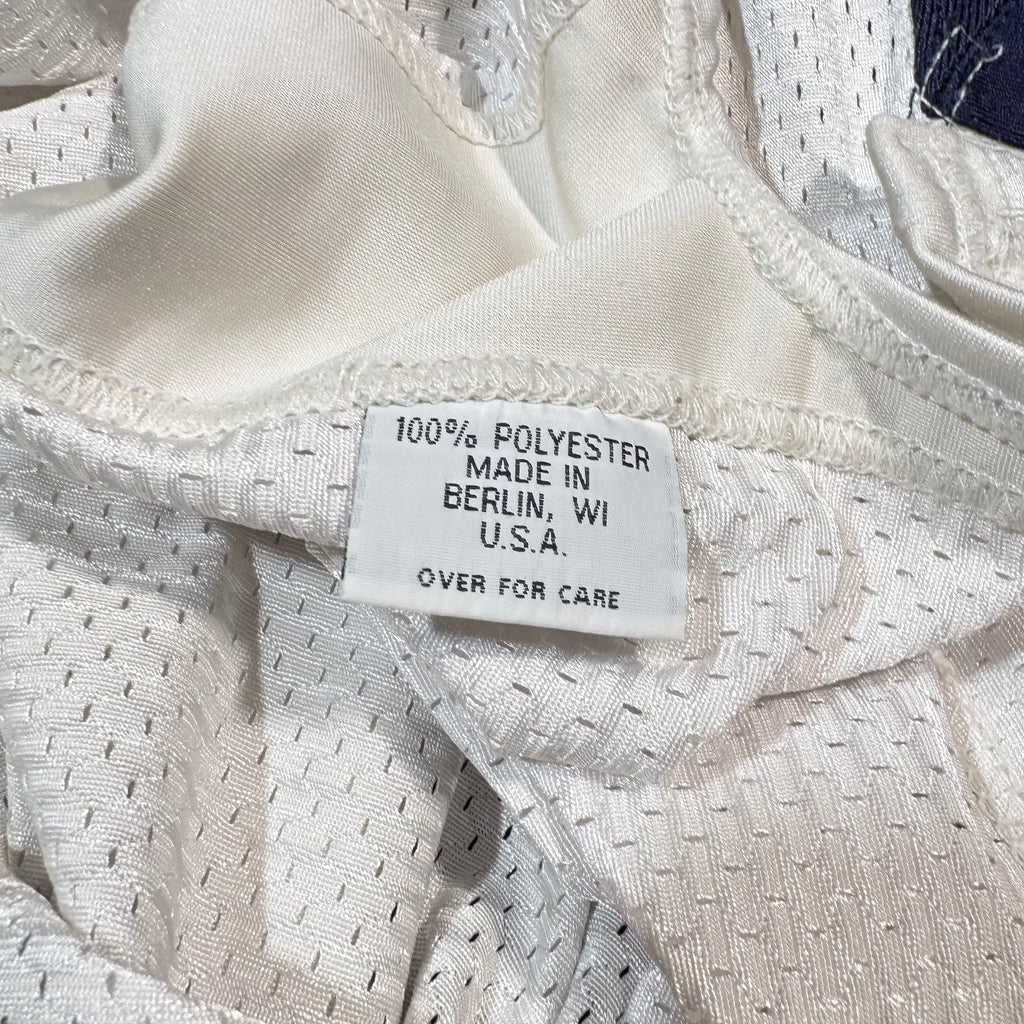 100% POLYESTER
MADE IN
BERLIN, WI
U.S.A.
OVER FOR CARE